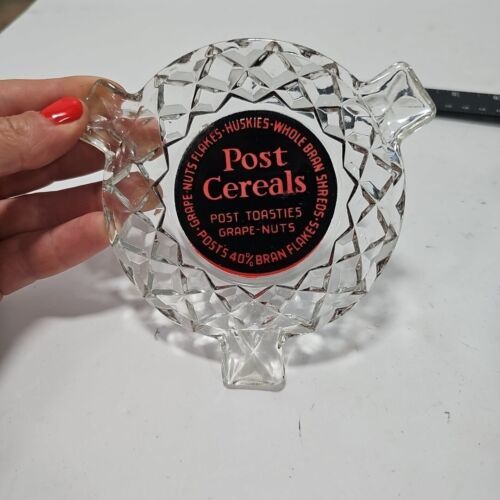 Post
Cereals
POST TOASTIES
GRAPE-NUTS
GRAPE-NUTS FLAKES-HUSKIES-WHOLE BRAN SHREDS-
-POST'S 40% BRAN FLAKES-